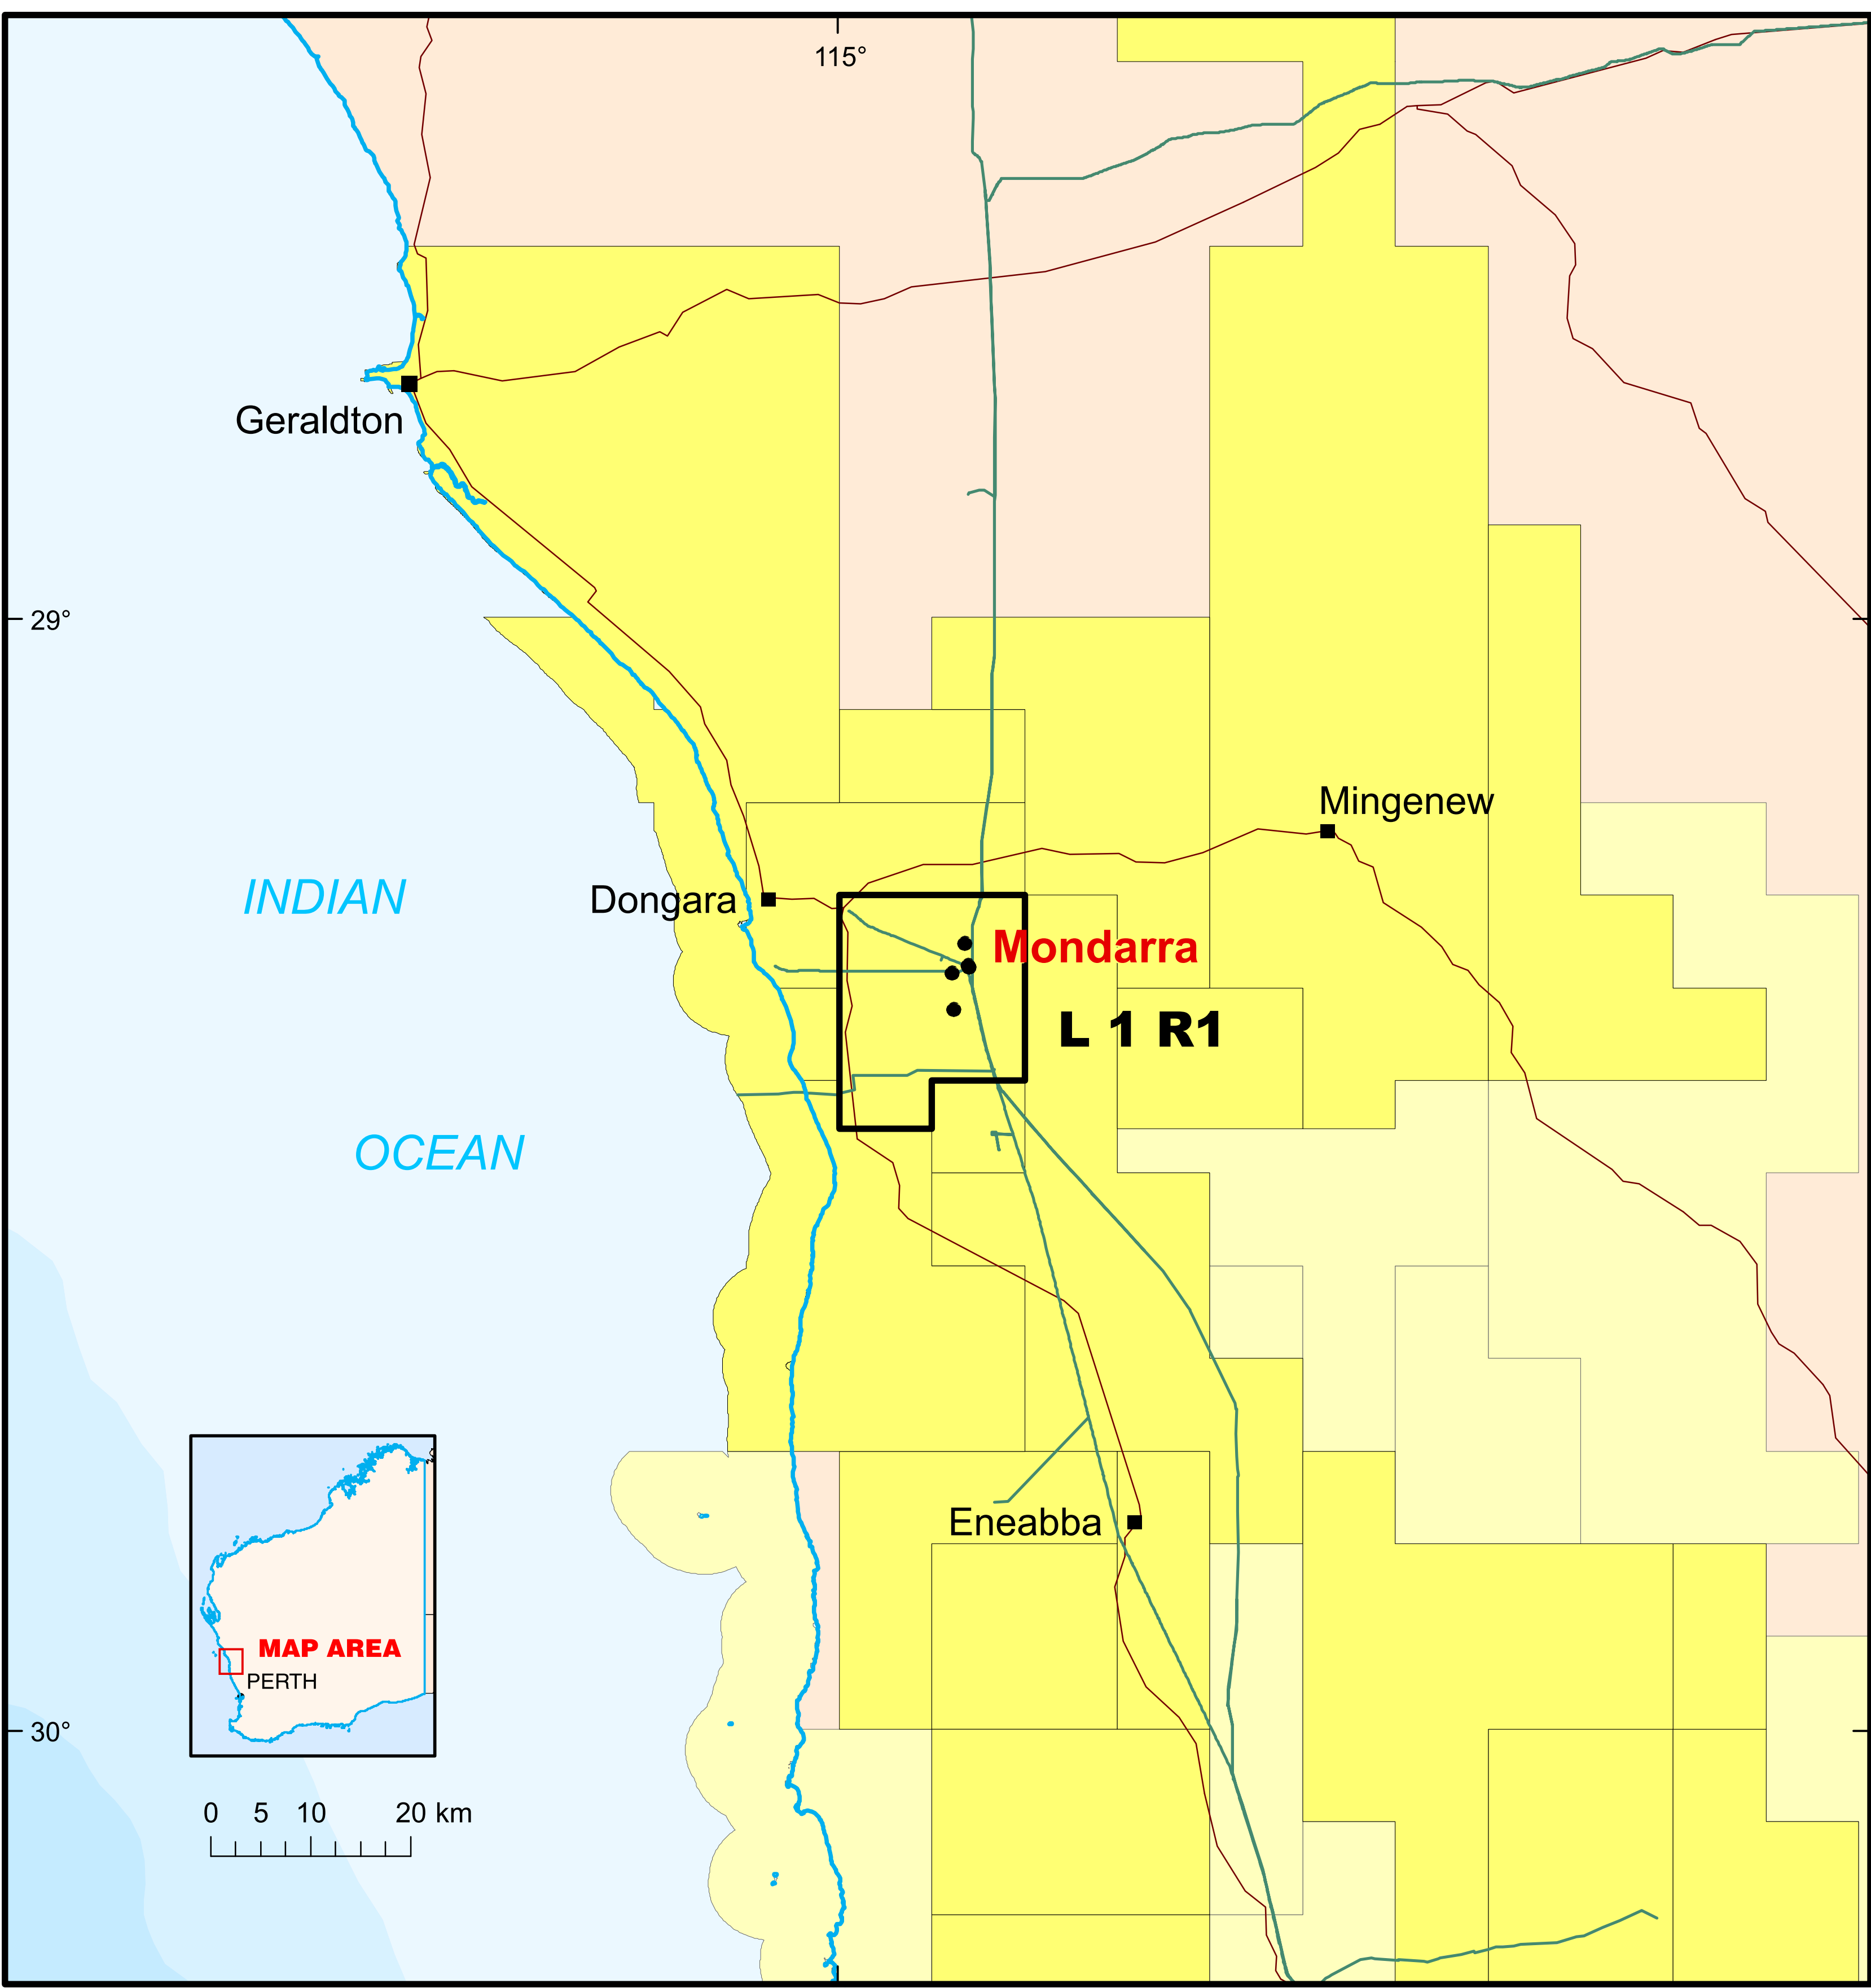 115°
Geraldton
29°
Mingenew
INDIAN
Dongara
Mondarra
L 1 R1
OCEAN
Eneabba
MAP AREA
PERTH
30°
0 5 10 20 km